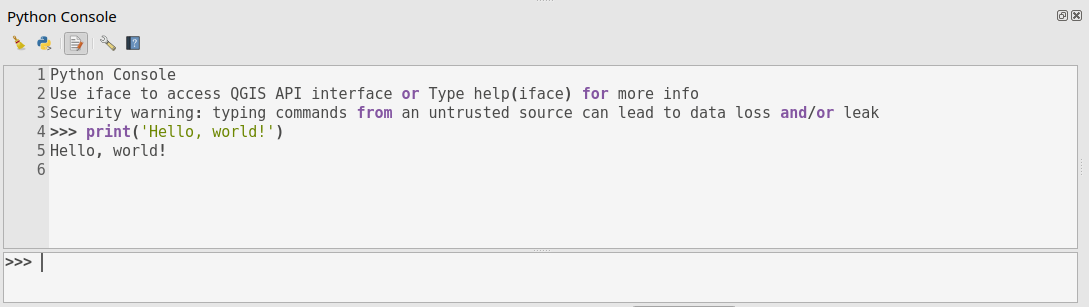 Python Console
1 Python Console
2 Use iface to access QGIS API interface or Type help(iface) for more info
3 Security warning: typing commands from an untrusted source can lead to data loss and/or leak
4 >>> print('Hello, world!')
5 Hello, world!
6
>>>